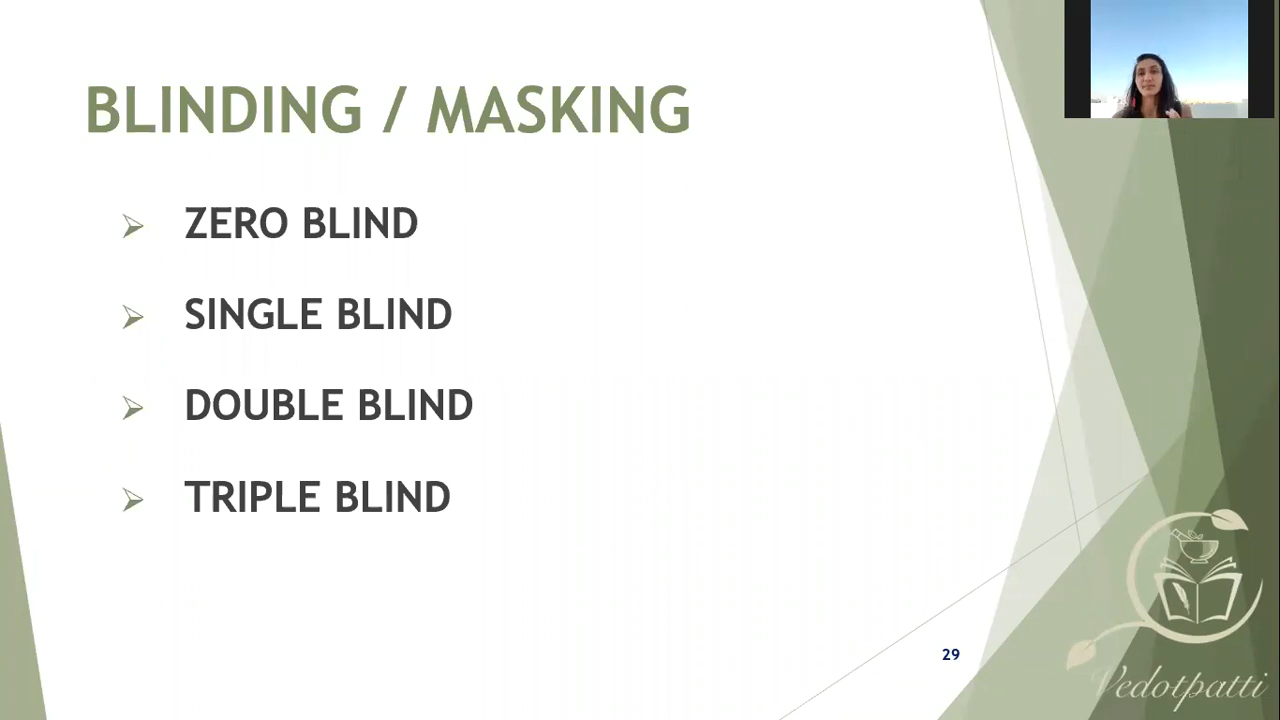 BLINDING / MASKING
ZERO BLIND
SINGLE BLIND
DOUBLE BLIND
TRIPLE BLIND
29
Vedotpatti